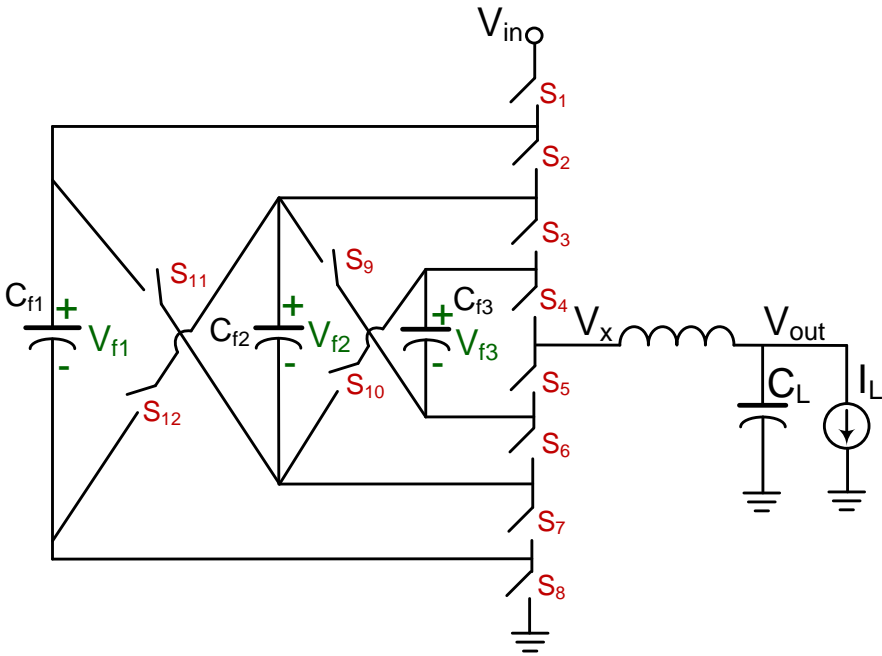 Vin
S1
S2
S3
S11
S9
Cf1
+
Vf1
-
Cf2
+
Vf2
-
Cf3
+
Vf3
-
S4
Vx
Vout
S12
S10
S5
CL
IL
S6
S7
S8